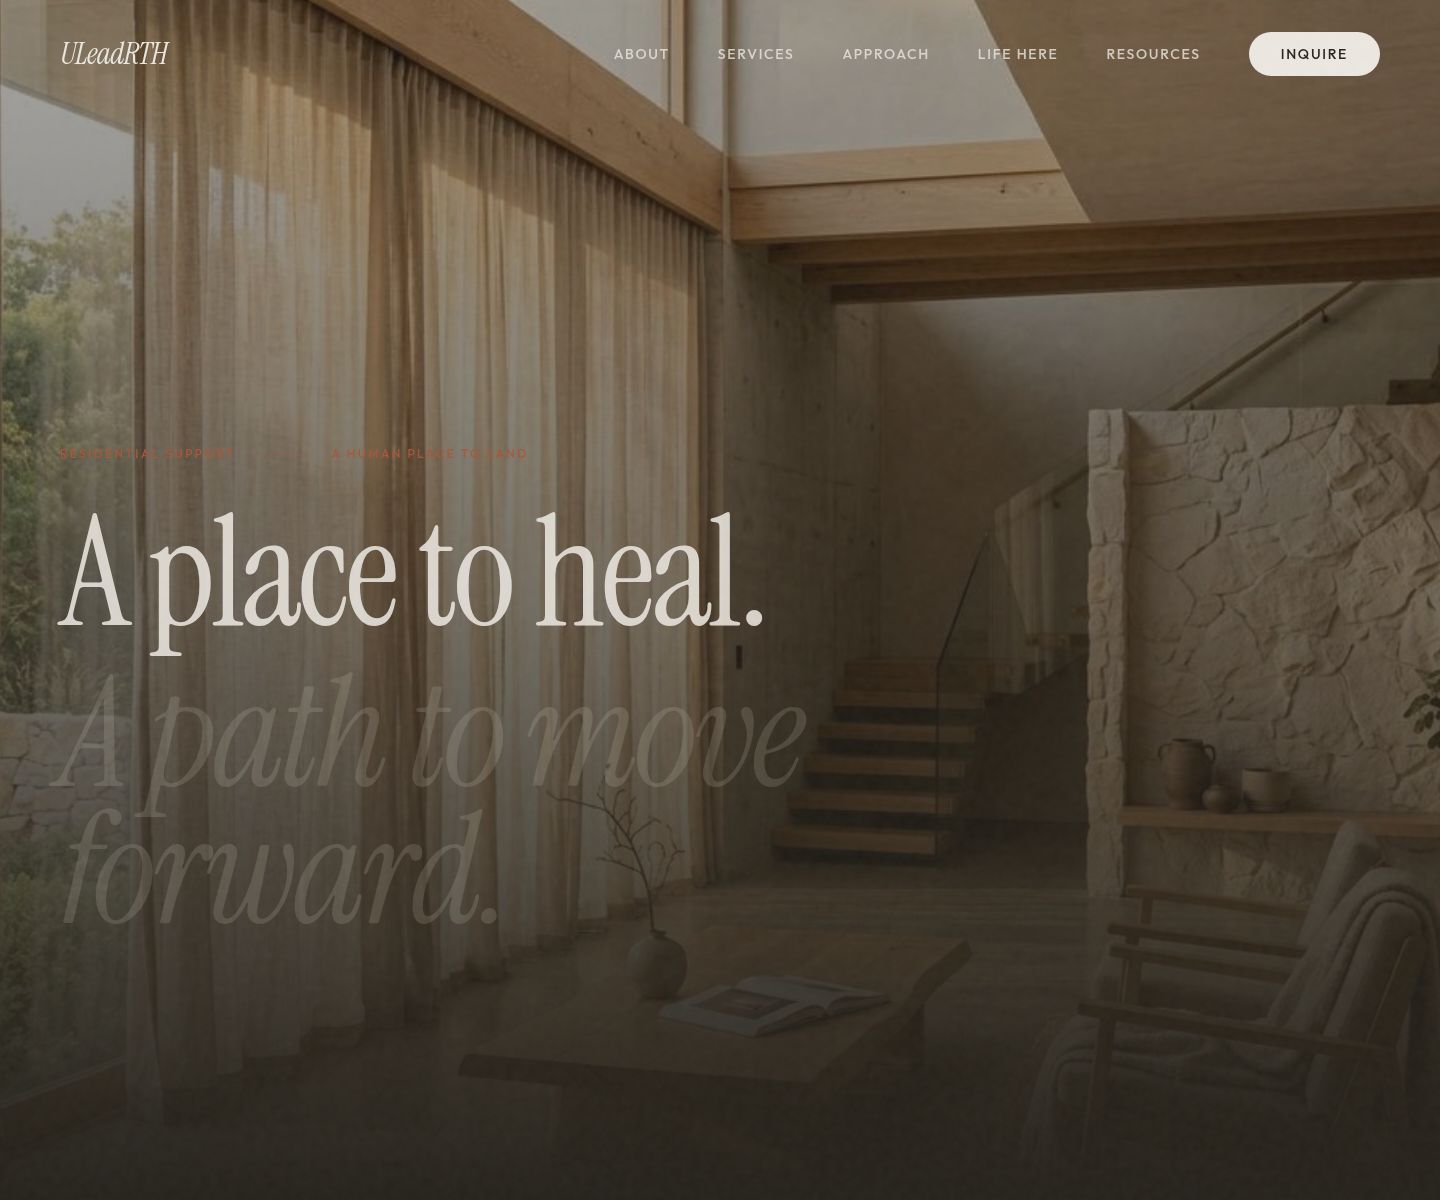 ULeadRTH
ABOUT SERVICES APPROACH LIFE HERE RESOURCES INQUIRE
RESIDENTIAL SUPPORT A HUMAN PLACE TO LAND
A place to heal.
A path to move
forward.